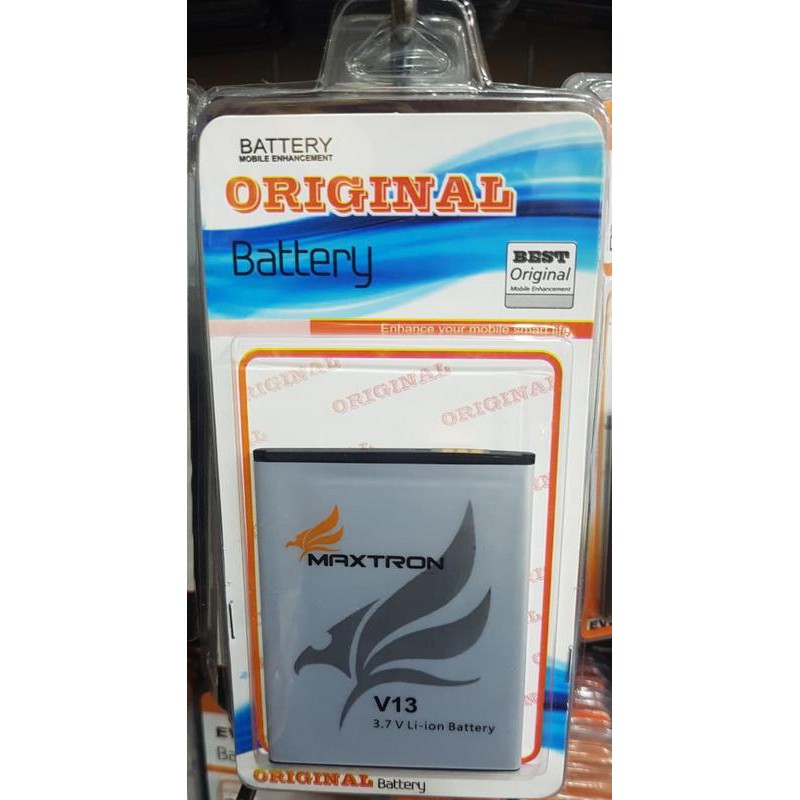 BATTERY
MOBILE ENHANCEMENT
ORIGINAL
Battery
BEST
Original
Mobile Enhancement
Enhance your mobile smart life.
ORIGINAL
ORIGINAL
ORIGINAL
MAXTRON
V13
3.7 V Li-ion Battery
ORIGINAL Battery